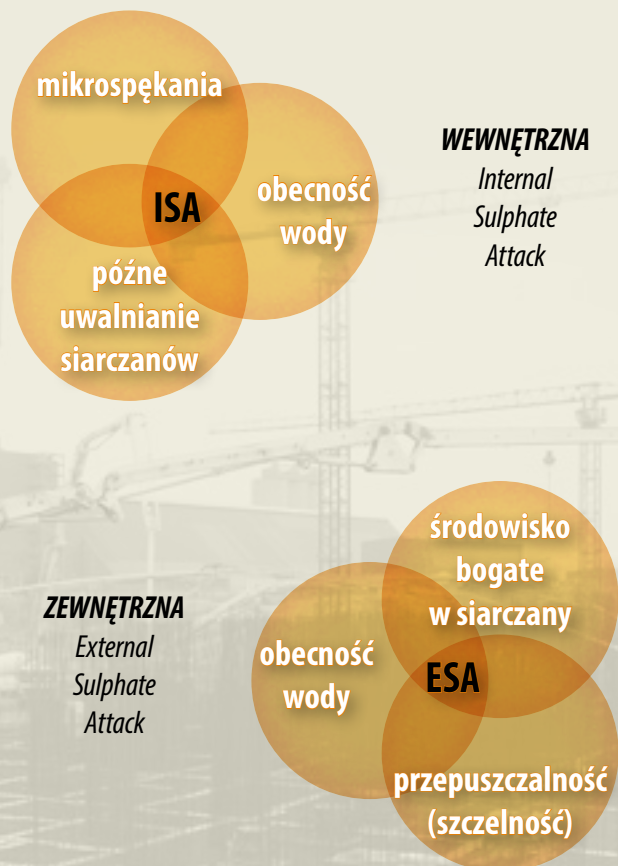 mikrospękania
ISA
obecność
wody
późne
uwalnianie
siarczanów
WEWNĘTRZNA
Internal
Sulphate
Attack
środowisko
bogate
w siarczany
ZEWNĘTRZNA
External
Sulphate
Attack
obecność
wody
ESA
przepuszczalność
(szczelność)